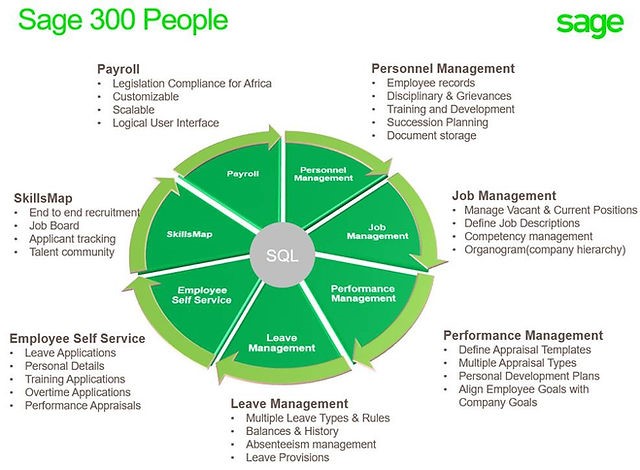 Sage 300 People
sage
Payroll
• Legislation Compliance for Africa
• Customizable
• Scalable
• Logical User Interface
Personnel Management
• Employee records
• Disciplinary & Grievances
• Training and Development
• Succession Planning
• Document storage
SkillsMap
• End to end recruitment
• Job Board
• Applicant tracking
• Talent community
Job Management
• Manage Vacant & Current Positions
• Define Job Descriptions
• Competency management
• Organogram(company hierarchy)
Payroll
Personnel
Management
SkillsMap
Job
Management
SQL
Employee
Self Service
Performance
Management
Leave
Management
Employee Self Service
• Leave Applications
• Personal Details
• Training Applications
• Overtime Applications
• Performance Appraisals
Performance Management
• Define Appraisal Templates
• Multiple Appraisal Types
• Personal Development Plans
• Align Employee Goals with
Company Goals
Leave Management
• Multiple Leave Types & Rules
• Balances & History
• Absenteeism management
• Leave Provisions